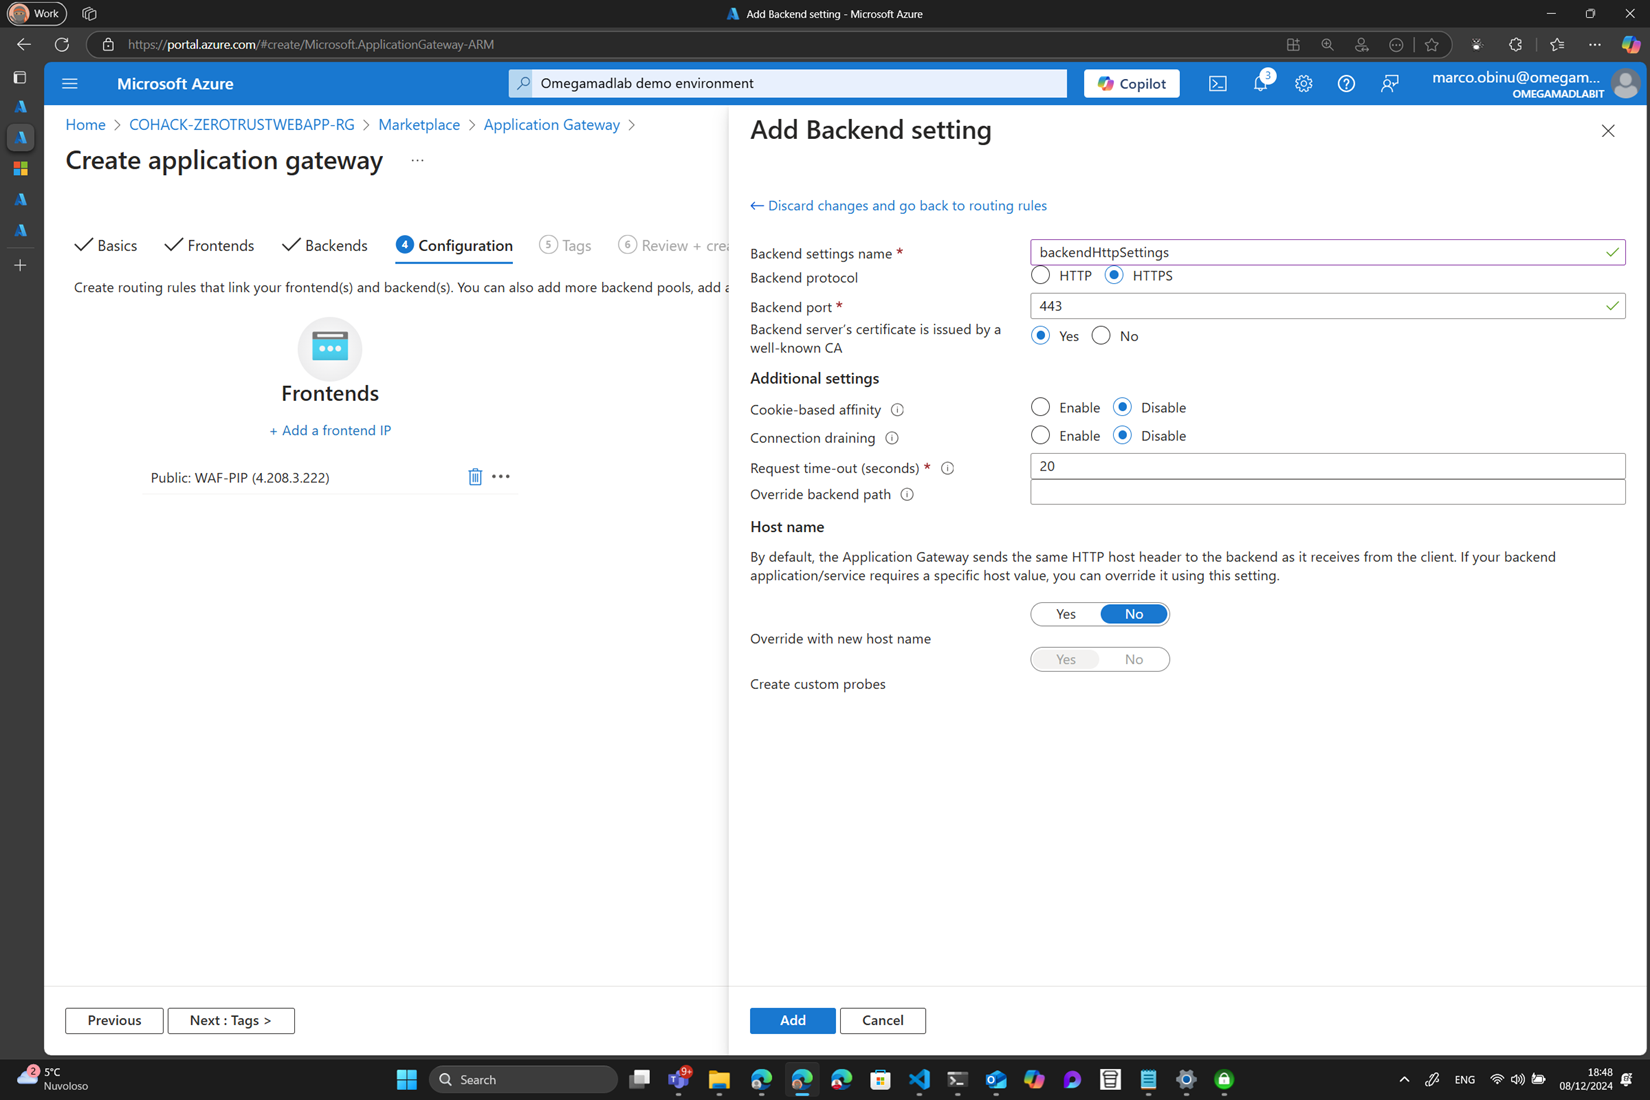 Work
Add Backend setting - Microsoft Azure
https://portal.azure.com/#create/Microsoft.ApplicationGateway-ARM
Microsoft Azure
Omegamadlab demo environment
Copilot
3
marco.obinu@omegam...
OMEGAMADLABIT
Home > COHACK-ZEROTRUSTWEBAPP-RG > Marketplace > Application Gateway >
Create application gateway ...
Basics
Frontends
Backends
4 Configuration
5 Tags
6 Review + crea
Create routing rules that link your frontend(s) and backend(s). You can also add more backend pools, add a
Frontends
+ Add a frontend IP
Public: WAF-PIP (4.208.3.222)
Previous
Next : Tags >
Add Backend setting
← Discard changes and go back to routing rules
Backend settings name *
backendHttpSettings
Backend protocol
HTTP
HTTPS
Backend port *
443
Backend server's certificate is issued by a
well-known CA
Yes
No
Additional settings
Cookie-based affinity
Enable
Disable
Connection draining
Enable
Disable
Request time-out (seconds) *
20
Override backend path
Host name
By default, the Application Gateway sends the same HTTP host header to the backend as it receives from the client. If your backend
application/service requires a specific host value, you can override it using this setting.
Yes
No
Override with new host name
Yes
No
Create custom probes
Add
Cancel
2
5°C
Nuvoloso
Search
9+
ENG
18:48
08/12/2024